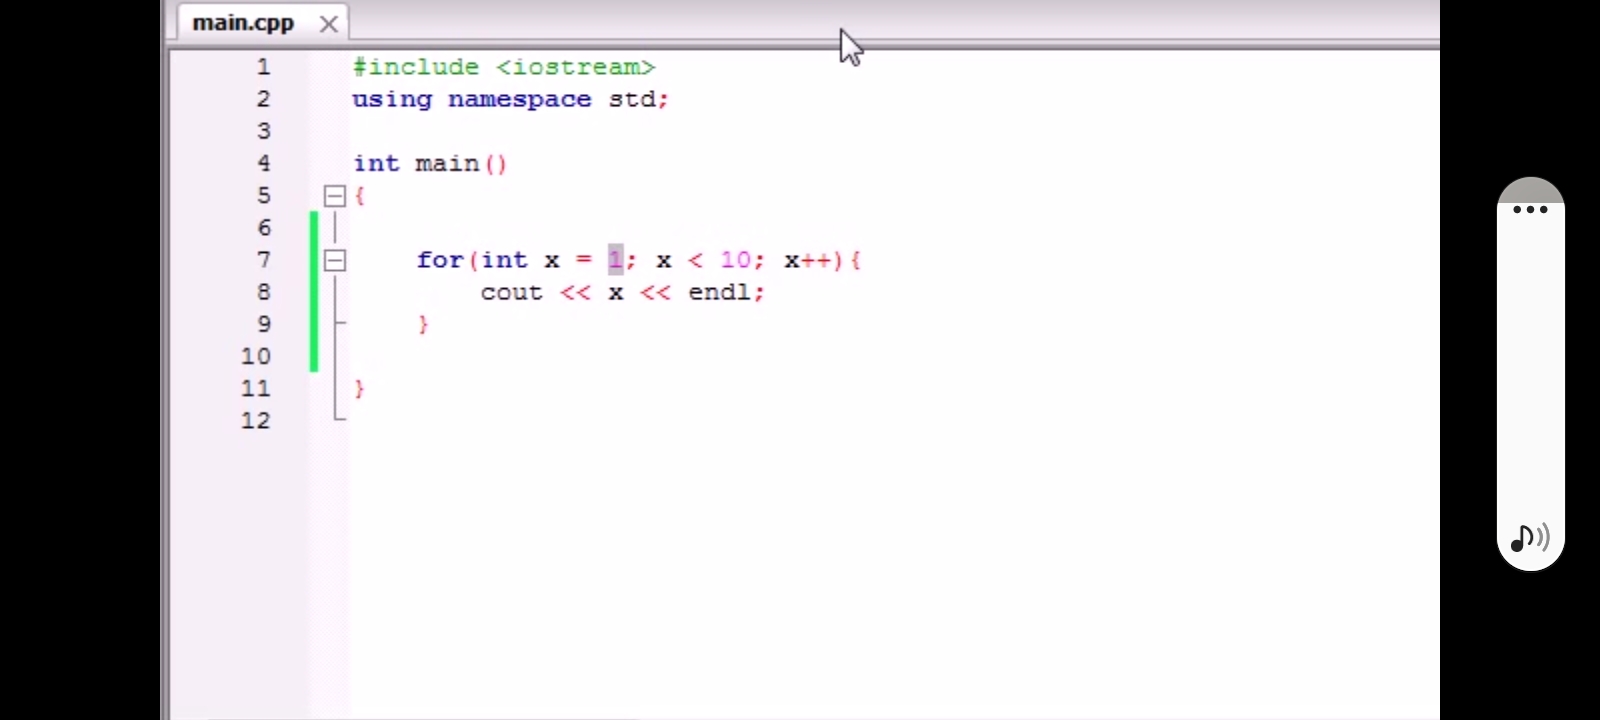 main.cpp
1 #include <iostream>
2 using namespace std;
3
4 int main()
5 {
6
7 for(int x = 1; x < 10; x++){
8 cout << x << endl;
9 }
10
11 }
12